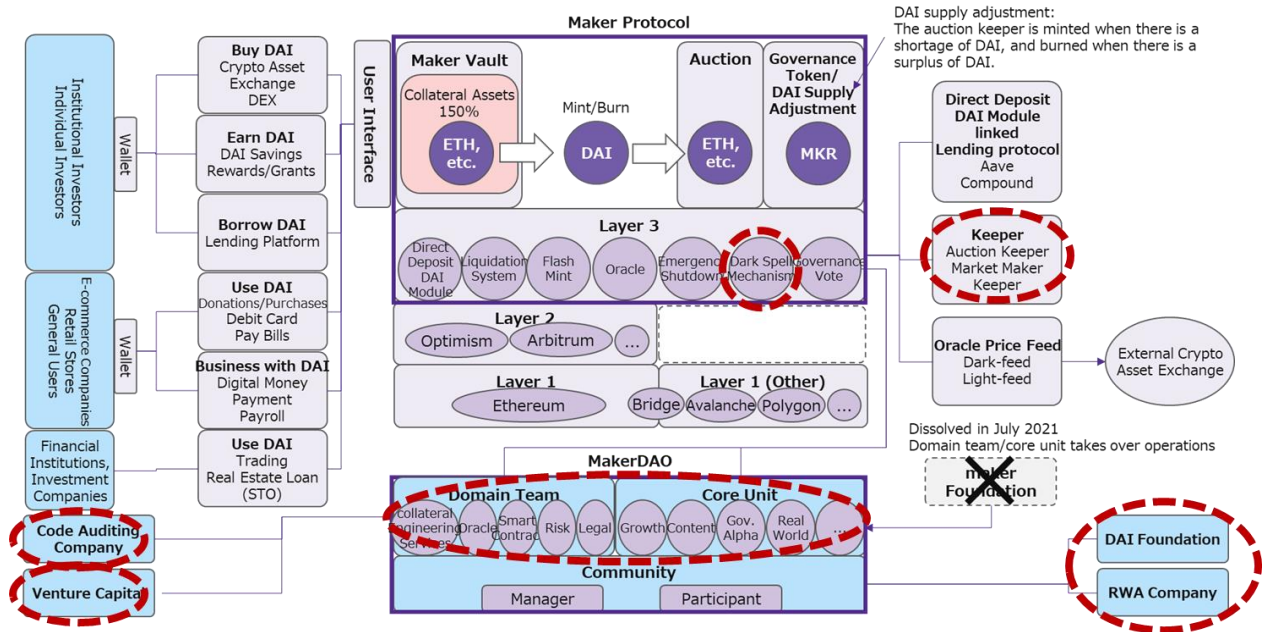 Maker Protocol
DAI supply adjustment:
The auction keeper is minted when there is a
shortage of DAI, and burned when there is a
surplus of DAI.
Institutional Investors
Individual Investors
Wallet
E-commerce Companies
Retail Stores
General Users
Wallet
Financial
Institutions,
Investment
Companies
Code Auditing
Company
Venture Capital
Buy DAI
Crypto Asset
Exchange
DEX
Earn DAI
DAI Savings
Rewards/Grants
Borrow DAI
Lending Platform
Use DAI
Donations/Purchases
Debit Card
Pay Bills
Business with DAI
Digital Money
Payment
Payroll
Use DAI
Trading
Real Estate Loan
(STO)
User Interface
Maker Vault
Collateral Assets
150%
ETH,
etc.
Mint/Burn
DAI
Auction
ETH,
etc.
Governance
Token/
DAI Supply
Adjustment
MKR
Layer 3
Direct
Deposit
DAI
Module
Liquidation
System
Flash
Mint
Oracle
Emergenc
Shutdown
Dark Spell
Mechanism
Governance
Vote
Layer 2
Optimism
Arbitrum
...
Layer 1
Ethereum
Layer 1 (Other)
Bridge
Avalanche
Polygon
...
Direct Deposit
DAI Module
linked
Lending protocol
Aave
Compound
Keeper
Auction Keeper
Market Maker
Keeper
Oracle Price Feed
Dark-feed
Light-feed
External Crypto
Asset Exchange
Dissolved in July 2021
Domain team/core unit takes over operations
maker
Foundation
MakerDAO
Domain Team
collateral
Engineering
Services
Oracle
Smart
Contract
Risk
Legal
Core Unit
Growth
Content
Gov.
Alpha
Real
World
...
Community
Manager
Participant
DAI Foundation
RWA Company